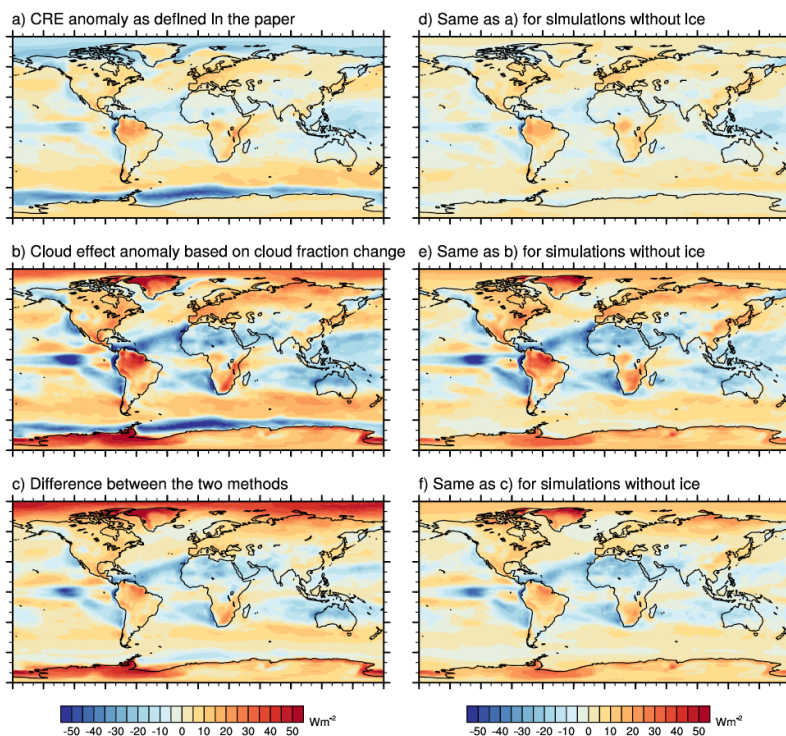 a) CRE anomaly as defined in the paper
d) Same as a) for simulations without ice
b) Cloud effect anomaly based on cloud fraction change
e) Same as b) for simulations without ice
c) Difference between the two methods
f) Same as c) for simulations without ice
-50 -40 -30 -20 -10 0 10 20 30 40 50 Wm⁻²
-50 -40 -30 -20 -10 0 10 20 30 40 50 Wm⁻²